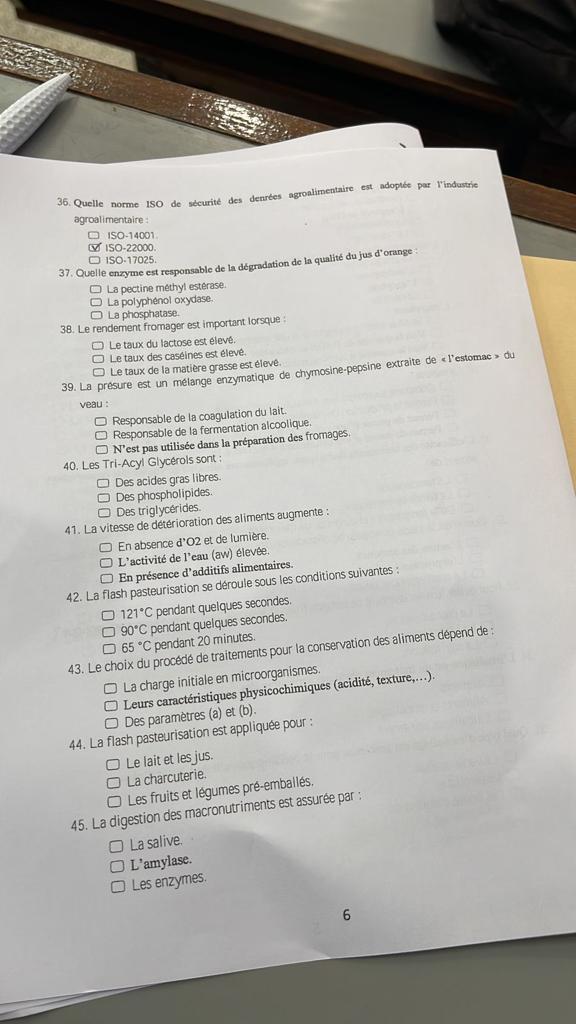 36. Quelle norme ISO de sécurité des denrées agroalimentaire est adoptée par l'industrie
agroalimentaire :
ISO-14001.
ISO-22000.
ISO-17025.
37. Quelle enzyme est responsable de la dégradation de la qualité du jus d'orange :
La pectine méthyl estérase.
La polyphénol oxydase.
La phosphatase.
38. Le rendement fromager est important lorsque :
Le taux du lactose est élevé.
Le taux des caséines est élevé.
Le taux de la matière grasse est élevé.
39. La présure est un mélange enzymatique de chymosine-pepsine extraite de « l'estomac » du
veau :
Responsable de la coagulation du lait.
Responsable de la fermentation alcoolique.
N'est pas utilisée dans la préparation des fromages.
40. Les Tri-Acyl Glycérols sont :
Des acides gras libres.
Des phospholipides.
Des triglycérides.
41. La vitesse de détérioration des aliments augmente :
En absence d'O2 et de lumière.
L'activité de l'eau (aw) élevée.
En présence d'additifs alimentaires.
42. La flash pasteurisation se déroule sous les conditions suivantes :
121°C pendant quelques secondes.
90°C pendant quelques secondes.
65 °C pendant 20 minutes.
43. Le choix du procédé de traitements pour la conservation des aliments dépend de :
La charge initiale en microorganismes.
Leurs caractéristiques physicochimiques (acidité, texture,...).
Des paramètres (a) et (b).
44. La flash pasteurisation est appliquée pour :
Le lait et les jus.
La charcuterie.
Les fruits et légumes pré-emballés.
45. La digestion des macronutriments est assurée par :
La salive.
L'amylase.
Les enzymes.
6